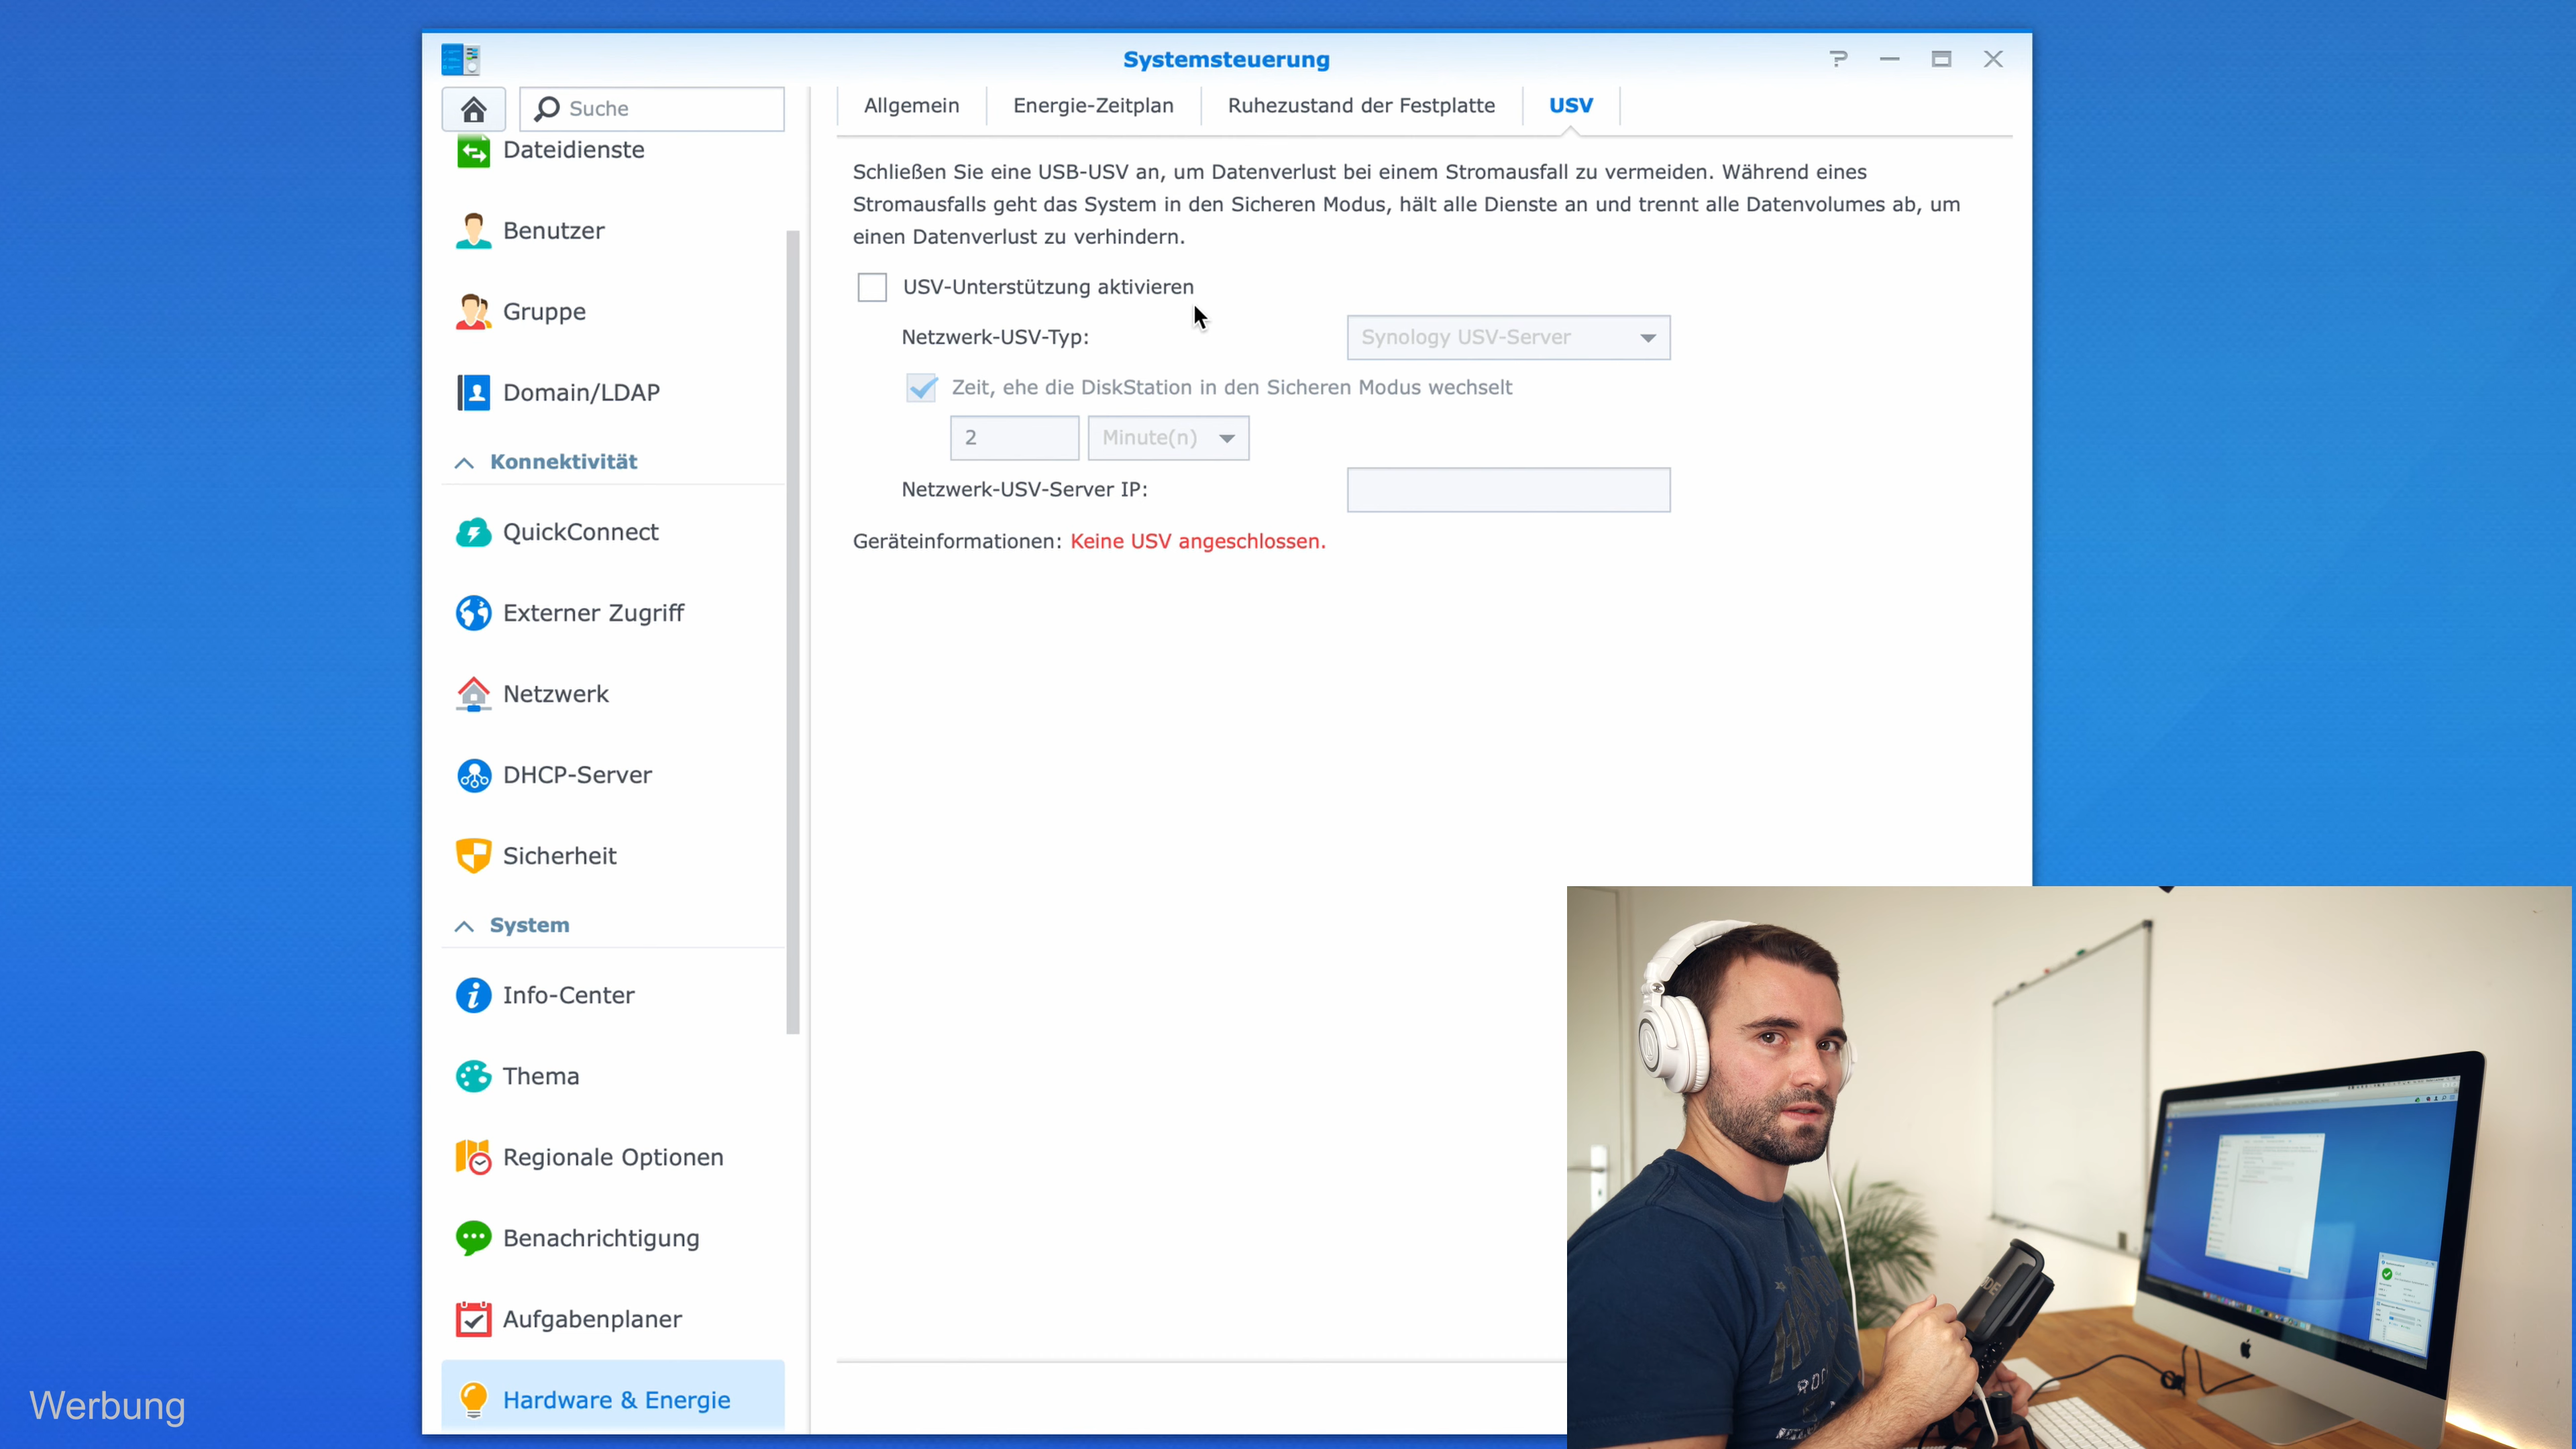 Systemsteuerung
Suche
Dateidienste
Benutzer
Gruppe
Domain/LDAP
Konnektivität
QuickConnect
Externer Zugriff
Netzwerk
DHCP-Server
Sicherheit
System
Info-Center
Thema
Regionale Optionen
Benachrichtigung
Aufgabenplaner
Hardware & Energie
Allgemein
Energie-Zeitplan
Ruhezustand der Festplatte
USV
Schließen Sie eine USB-USV an, um Datenverlust bei einem Stromausfall zu vermeiden. Während eines
Stromausfalls geht das System in den Sicheren Modus, hält alle Dienste an und trennt alle Datenvolumes ab, um
einen Datenverlust zu verhindern.
USV-Unterstützung aktivieren
Netzwerk-USV-Typ: Synology USV-Server
Zeit, ehe die DiskStation in den Sicheren Modus wechselt
2 Minute(n)
Netzwerk-USV-Server IP:
Geräteinformationen: Keine USV angeschlossen.
Werbung